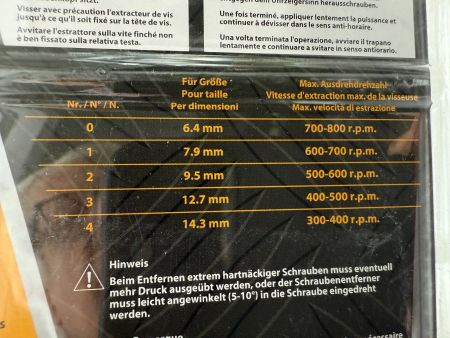 Visser avec précaution l'extracteur de vis
jusqu'à ce qu'il soit fixé sur la tête de vis.
Avvitare l'estrattore sulla vite finché non
è ben fissato sulla relativa testa.
gegen den Uhrzeigersinn herausschrauben.
Une fois terminé, appliquer lentement la puissance et
continuer à dévisser dans le sens anti-horaire.
Una volta terminata l'operazione, avviare il trapano
lentamente e continuare a svitare in senso antiorario.
Nr. / N° / N. Für Größe Pour taille Per dimensioni Max. Ausdrehdrehzahl Vitesse d'extraction max. de la visseuse Max. velocità di estrazione
0 6.4 mm 700-800 r.p.m.
1 7.9 mm 600-700 r.p.m.
2 9.5 mm 500-600 r.p.m.
3 12.7 mm 400-500 r.p.m.
4 14.3 mm 300-400 r.p.m.
Hinweis
Beim Entfernen extrem hartnäckiger Schrauben muss eventuell
mehr Druck ausgeübt werden, oder der Schraubenentferner
muss leicht angewinkelt (5-10°) in die Schraube eingedreht
werden.